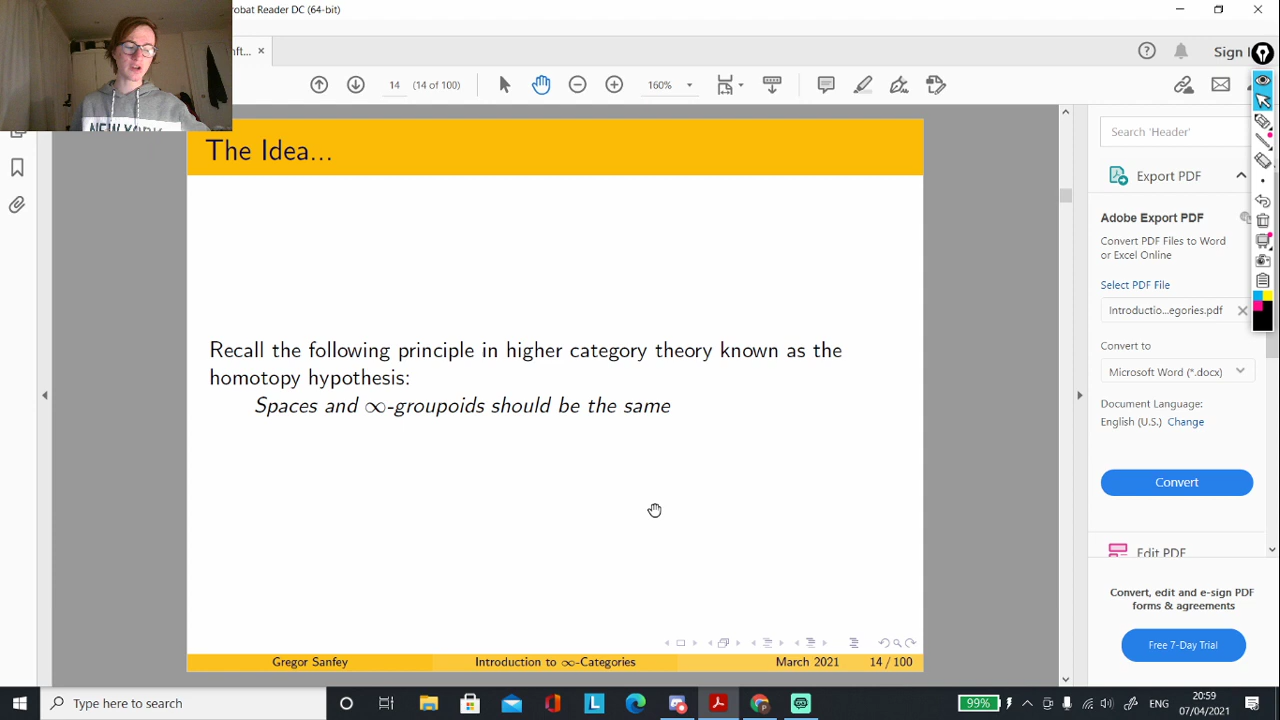 robat Reader DC (64-bit)
nft...
Sign I
14 (14 of 100)
160%
NEW YORK
The Idea...
Search 'Header'
Export PDF
Adobe Export PDF
Convert PDF Files to Word
or Excel Online
Select PDF File
Introductio...egories.pdf
Convert to
Microsoft Word (*.docx)
Document Language:
English (U.S.) Change
Convert
Edit PDF
Convert, edit and e-sign PDF
forms & agreements
Free 7-Day Trial
Recall the following principle in higher category theory known as the
homotopy hypothesis:
Spaces and ∞-groupoids should be the same
Gregor Sanfey
Introduction to ∞-Categories
March 2021
14 / 100
Type here to search
99%
ENG
20:59
07/04/2021